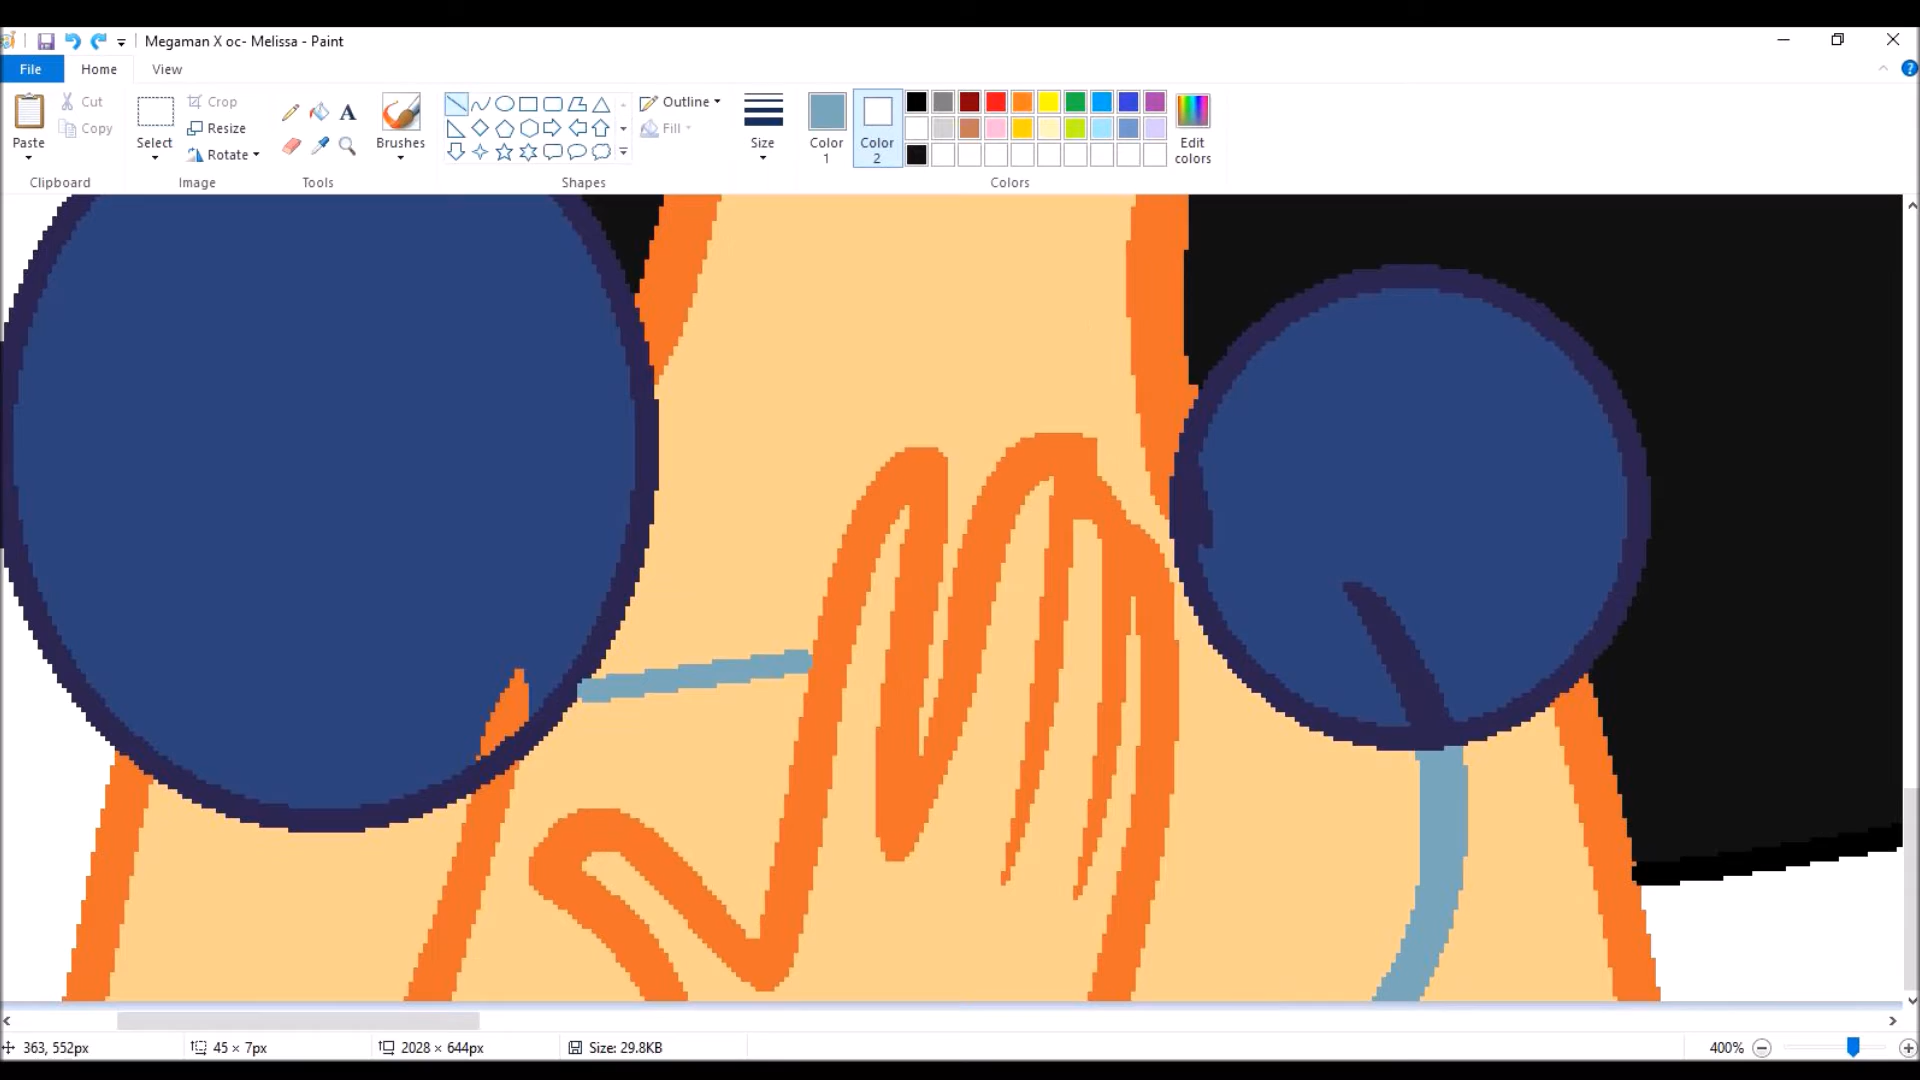 Megaman X oc- Melissa - Paint
File Home View
Paste
Cut
Copy
Clipboard
Select
Crop
Resize
Rotate
Image
A
Tools
Brushes
Outline
Fill
Shapes
Size
Color 1
Color 2
Edit colors
Colors
363, 552px
45 × 7px
2028 × 644px
Size: 29.8KB
400%